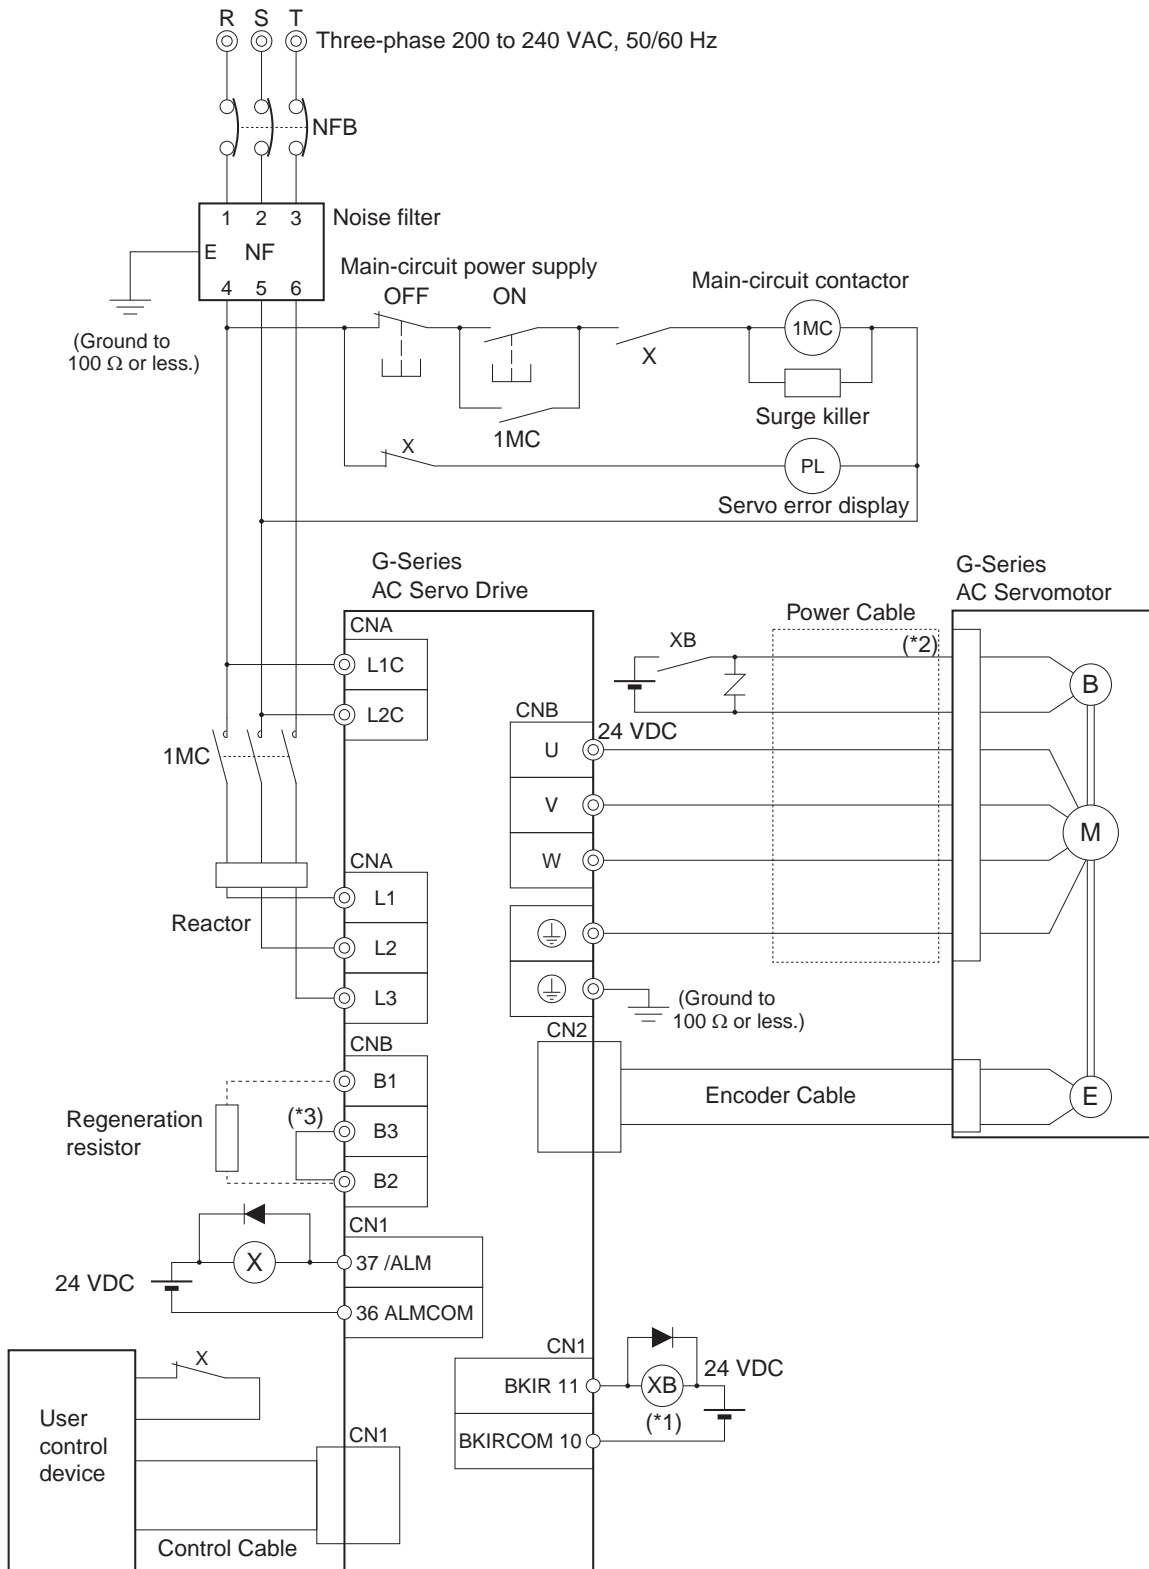 R S T
Three-phase 200 to 240 VAC, 50/60 Hz
NFB
1 2 3
Noise filter
E NF
4 5 6
(Ground to
100 Ω or less.)
Main-circuit power supply
OFF ON
Main-circuit contactor
1MC
X
Surge killer
1MC
X
PL
Servo error display
G-Series
AC Servo Drive
G-Series
AC Servomotor
CNA
L1C
L2C
Power Cable
XB
(*2)
B
24 VDC
CNB
U
V
W
M
1MC
CNA
L1
L2
L3
Reactor
(Ground to
100 Ω or less.)
CN2
Encoder Cable
E
CNB
B1
B3
B2
(*3)
Regeneration
resistor
CN1
37 /ALM
36 ALMCOM
X
24 VDC
CN1
BKIR 11
BKIRCOM 10
XB
(*1)
24 VDC
X
User
control
device
CN1
Control Cable